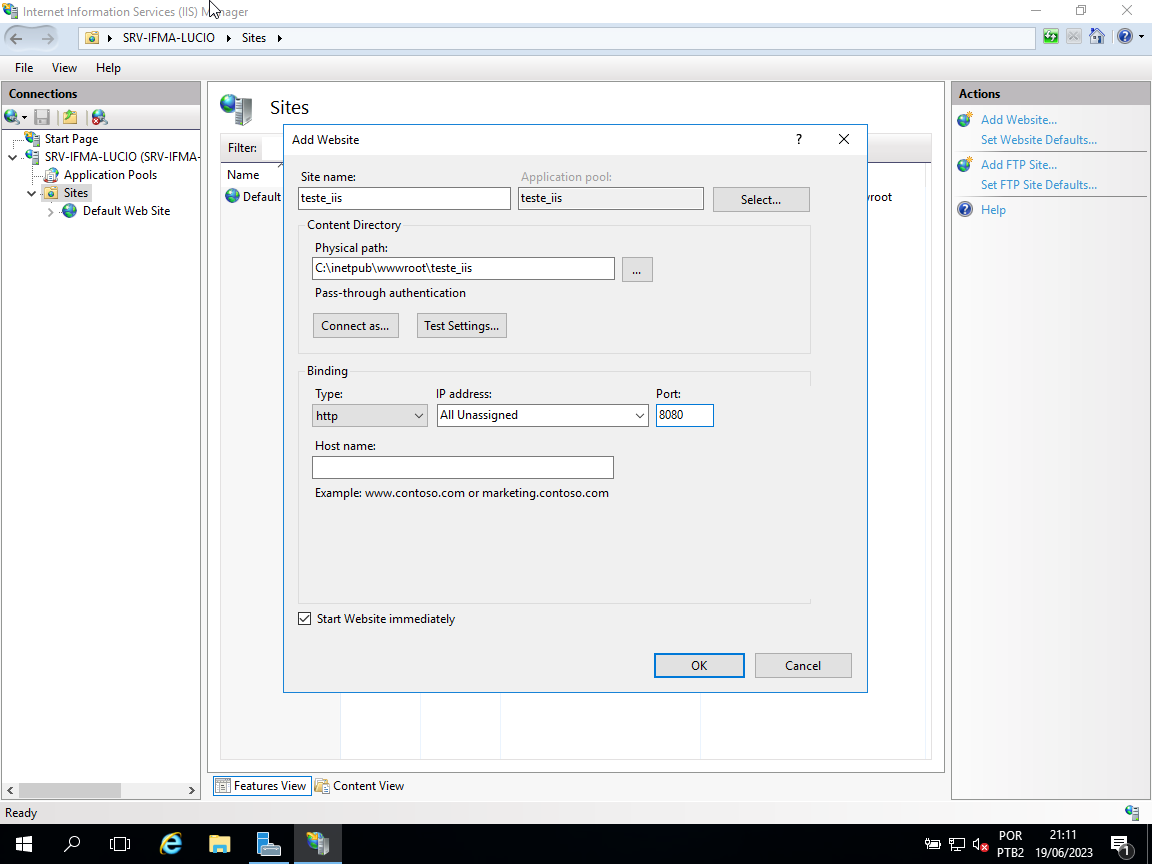 Internet Information Services (IIS) Manager
SRV-IFMA-LUCIO
Sites
File View Help
Connections
Start Page
SRV-IFMA-LUCIO (SRV-IFMA-
Application Pools
Sites
Default Web Site
Sites
Filter:
Name
Default
root
Add Website
?
Site name:
Application pool:
teste_iis
teste_iis
Select...
Content Directory
Physical path:
C:\inetpub\wwwroot\teste_iis
...
Pass-through authentication
Connect as...
Test Settings...
Binding
Type:
IP address:
Port:
http
All Unassigned
8080
Host name:
Example: www.contoso.com or marketing.contoso.com
Start Website immediately
OK
Cancel
Features View
Content View
Actions
Add Website...
Set Website Defaults...
Add FTP Site...
Set FTP Site Defaults...
Help
Ready
POR
PTB2
21:11
19/06/2023
1